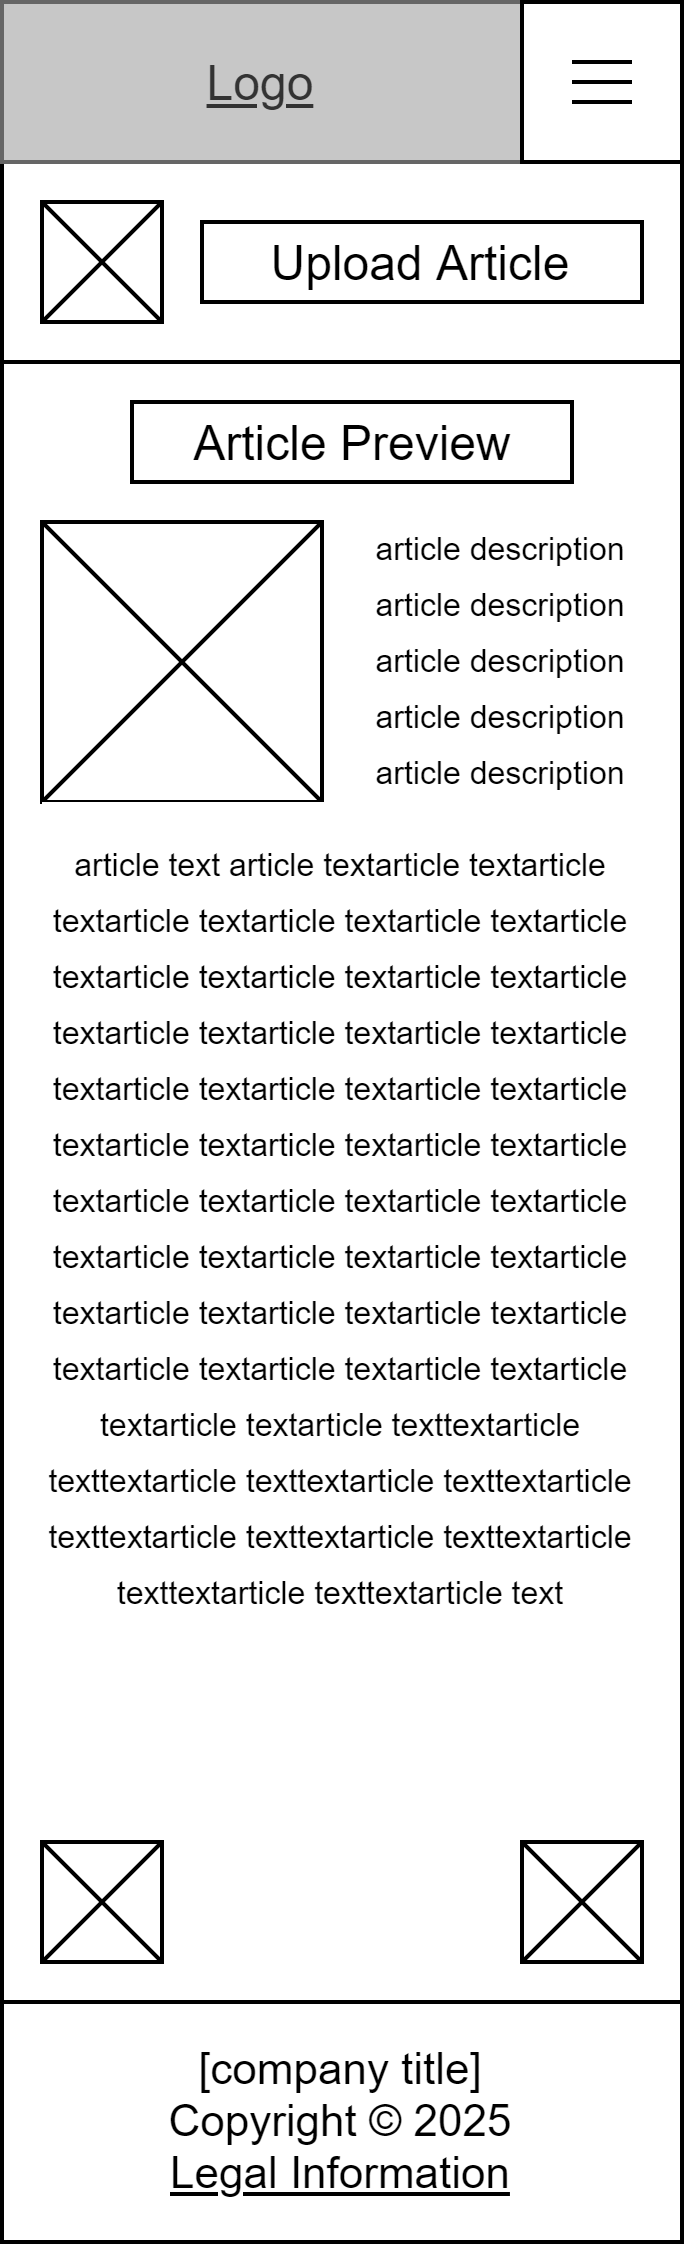 Logo
Upload Article
Article Preview
article description
article description
article description
article description
article description
article text article textarticle textarticle
textarticle textarticle textarticle textarticle
textarticle textarticle textarticle textarticle
textarticle textarticle textarticle textarticle
textarticle textarticle textarticle textarticle
textarticle textarticle textarticle textarticle
textarticle textarticle textarticle textarticle
textarticle textarticle textarticle textarticle
textarticle textarticle textarticle textarticle
textarticle textarticle textarticle textarticle
textarticle textarticle texttextarticle
texttextarticle texttextarticle texttextarticle
texttextarticle texttextarticle texttextarticle
texttextarticle texttextarticle text
[company title]
Copyright © 2025
Legal Information